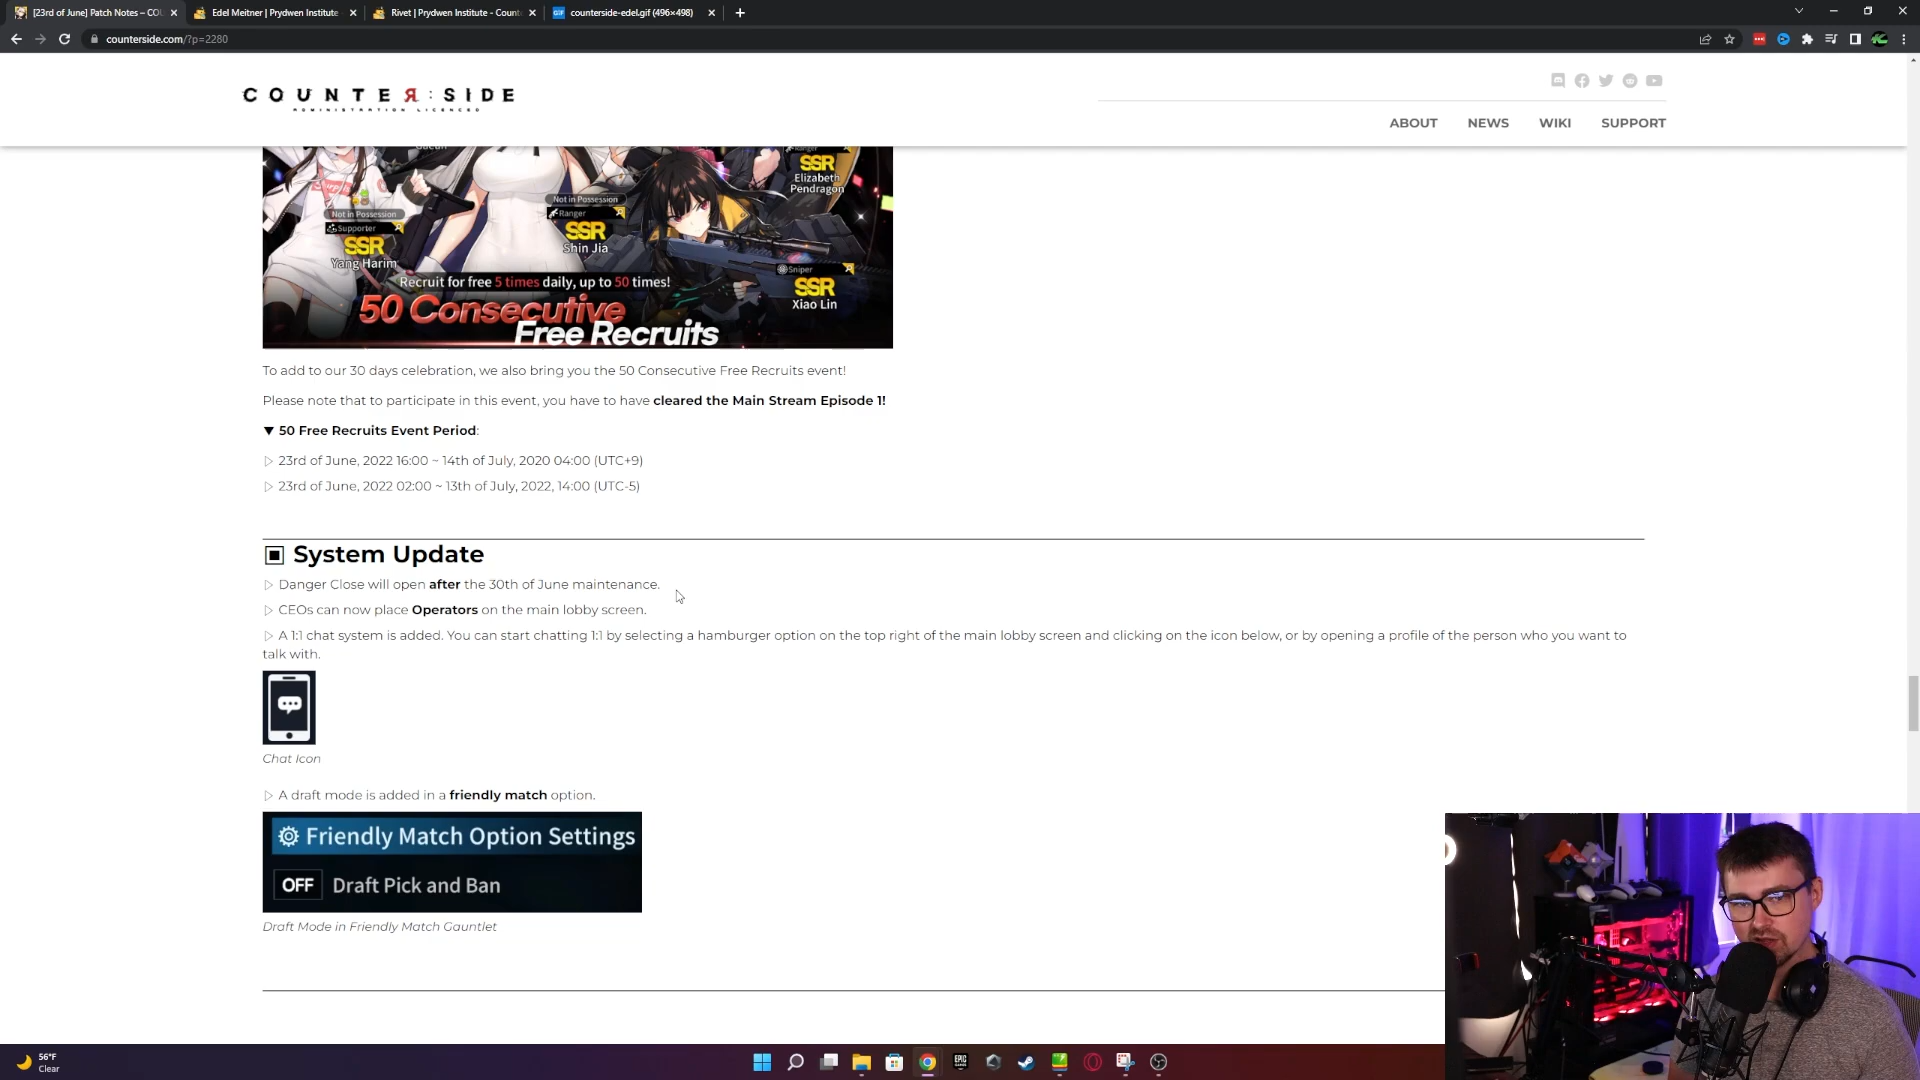 [23rd of June] Patch Notes – COU
Edel Meitner | Prydwen Institute
Rivet | Prydwen Institute - Count
counterside-edel.gif (496×498)
counterside.com/?p=2280
COUNTER:SIDE
ADMINISTRATION LICENCED
ABOUT NEWS WIKI SUPPORT
SSR
Elizabeth
Pendragon
Not in Possession
Supporter
SSR
Yang Harim
Not in Possession
Ranger
SSR
Shin Jia
Sniper
SSR
Xiao Lin
Recruit for free 5 times daily, up to 50 times!
50 Consecutive
Free Recruits
To add to our 30 days celebration, we also bring you the 50 Consecutive Free Recruits event!
Please note that to participate in this event, you have to have cleared the Main Stream Episode 1!
▼ 50 Free Recruits Event Period:
▷ 23rd of June, 2022 16:00 ~ 14th of July, 2020 04:00 (UTC+9)
▷ 23rd of June, 2022 02:00 ~ 13th of July, 2022, 14:00 (UTC-5)
▣ System Update
▷ Danger Close will open after the 30th of June maintenance.
▷ CEOs can now place Operators on the main lobby screen.
▷ A 1:1 chat system is added. You can start chatting 1:1 by selecting a hamburger option on the top right of the main lobby screen and clicking on the icon below, or by opening a profile of the person who you want to
talk with.
Chat Icon
▷ A draft mode is added in a friendly match option.
Friendly Match Option Settings
OFF Draft Pick and Ban
Draft Mode in Friendly Match Gauntlet
56°F
Clear